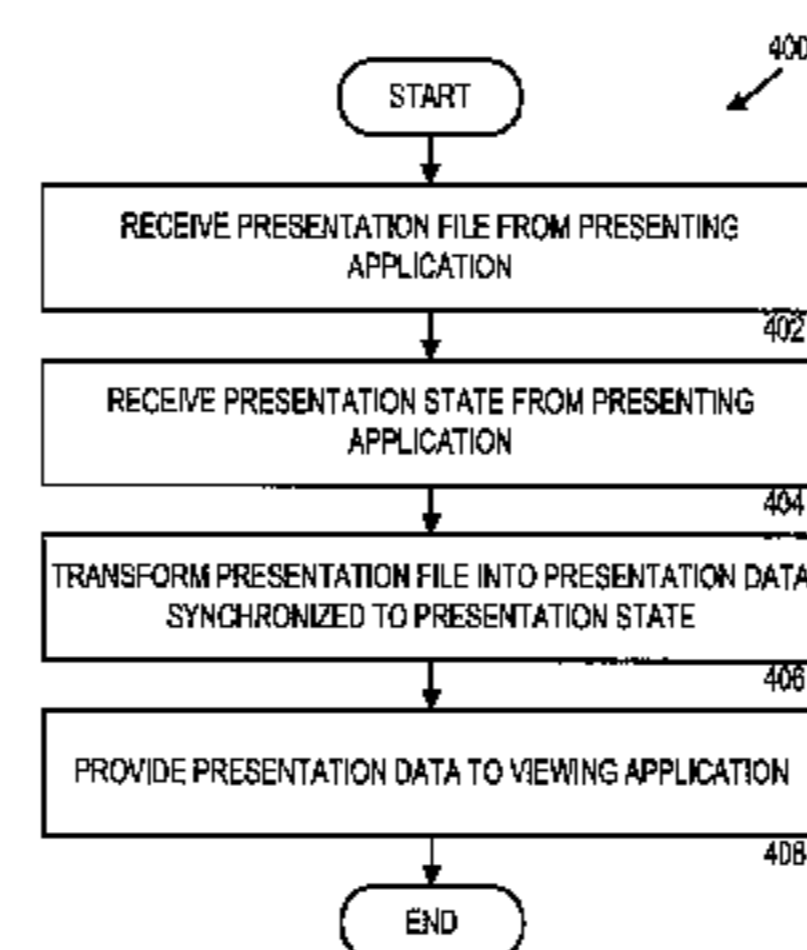 400
START
RECEIVE PRESENTATION FILE FROM PRESENTING
APPLICATION
402
RECEIVE PRESENTATION STATE FROM PRESENTING
APPLICATION
404
TRANSFORM PRESENTATION FILE INTO PRESENTATION DATA
SYNCHRONIZED TO PRESENTATION STATE
406
PROVIDE PRESENTATION DATA TO VIEWING APPLICATION
408
END